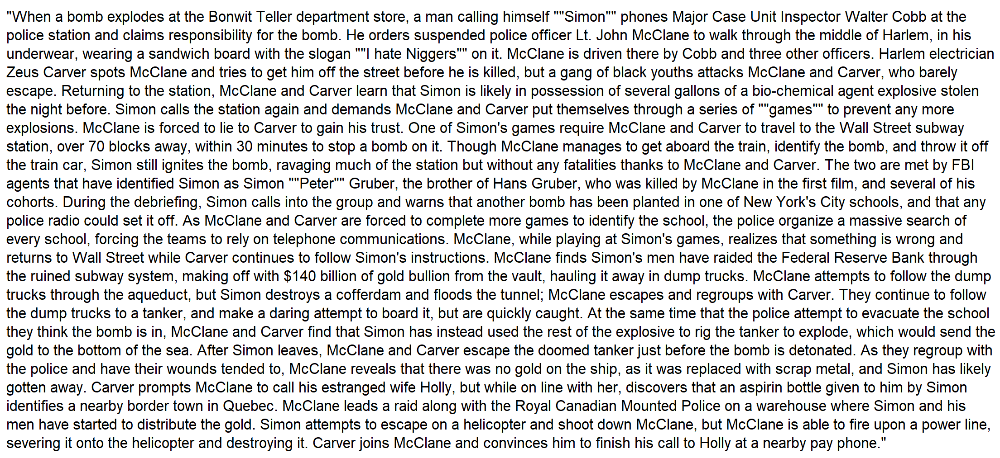 "When a bomb explodes at the Bonwit Teller department store, a man calling himself ""Simon"" phones Major Case Unit Inspector Walter Cobb at the
police station and claims responsibility for the bomb. He orders suspended police officer Lt. John McClane to walk through the middle of Harlem, in his
underwear, wearing a sandwich board with the slogan ""I hate Niggers"" on it. McClane is driven there by Cobb and three other officers. Harlem electrician
Zeus Carver spots McClane and tries to get him off the street before he is killed, but a gang of black youths attacks McClane and Carver, who barely
escape. Returning to the station, McClane and Carver learn that Simon is likely in possession of several gallons of a bio-chemical agent explosive stolen
the night before. Simon calls the station again and demands McClane and Carver put themselves through a series of ""games"" to prevent any more
explosions. McClane is forced to lie to Carver to gain his trust. One of Simon's games require McClane and Carver to travel to the Wall Street subway
station, over 70 blocks away, within 30 minutes to stop a bomb on it. Though McClane manages to get aboard the train, identify the bomb, and throw it off
the train car, Simon still ignites the bomb, ravaging much of the station but without any fatalities thanks to McClane and Carver. The two are met by FBI
agents that have identified Simon as Simon ""Peter"" Gruber, the brother of Hans Gruber, who was killed by McClane in the first film, and several of his
cohorts. During the debriefing, Simon calls into the group and warns that another bomb has been planted in one of New York's City schools, and that any
police radio could set it off. As McClane and Carver are forced to complete more games to identify the school, the police organize a massive search of
every school, forcing the teams to rely on telephone communications. McClane, while playing at Simon's games, realizes that something is wrong and
returns to Wall Street while Carver continues to follow Simon's instructions. McClane finds Simon's men have raided the Federal Reserve Bank through
the ruined subway system, making off with $140 billion of gold bullion from the vault, hauling it away in dump trucks. McClane attempts to follow the dump
trucks through the aqueduct, but Simon destroys a cofferdam and floods the tunnel; McClane escapes and regroups with Carver. They continue to follow
the dump trucks to a tanker, and make a daring attempt to board it, but are quickly caught. At the same time that the police attempt to evacuate the school
they think the bomb is in, McClane and Carver find that Simon has instead used the rest of the explosive to rig the tanker to explode, which would send the
gold to the bottom of the sea. After Simon leaves, McClane and Carver escape the doomed tanker just before the bomb is detonated. As they regroup with
the police and have their wounds tended to, McClane reveals that there was no gold on the ship, as it was replaced with scrap metal, and Simon has likely
gotten away. Carver prompts McClane to call his estranged wife Holly, but while on line with her, discovers that an aspirin bottle given to him by Simon
identifies a nearby border town in Quebec. McClane leads a raid along with the Royal Canadian Mounted Police on a warehouse where Simon and his
men have started to distribute the gold. Simon attempts to escape on a helicopter and shoot down McClane, but McClane is able to fire upon a power line,
severing it onto the helicopter and destroying it. Carver joins McClane and convinces him to finish his call to Holly at a nearby pay phone."